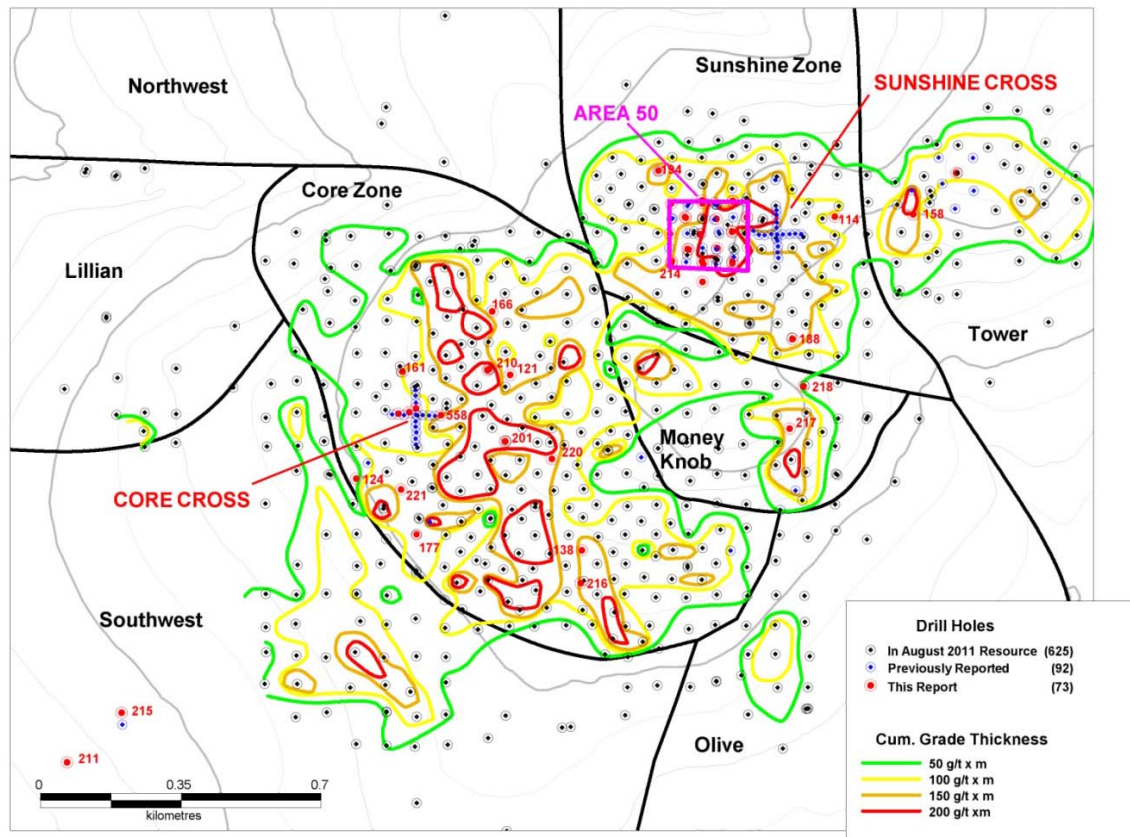 Sunshine Zone
SUNSHINE CROSS
Northwest
AREA 50
Core Zone
194
158
114
Lillian
214
166
Tower
188
210
161
121
218
558
201
217
220
Money
Knob
124
221
CORE CROSS
177
138
216
Southwest
Drill Holes
In August 2011 Resource (625)
Previously Reported (92)
This Report (73)
215
Olive
Cum. Grade Thickness
211
50 g/t x m
0 0.35 0.7
100 g/t x m
150 g/t x m
kilometres
200 g/t xm